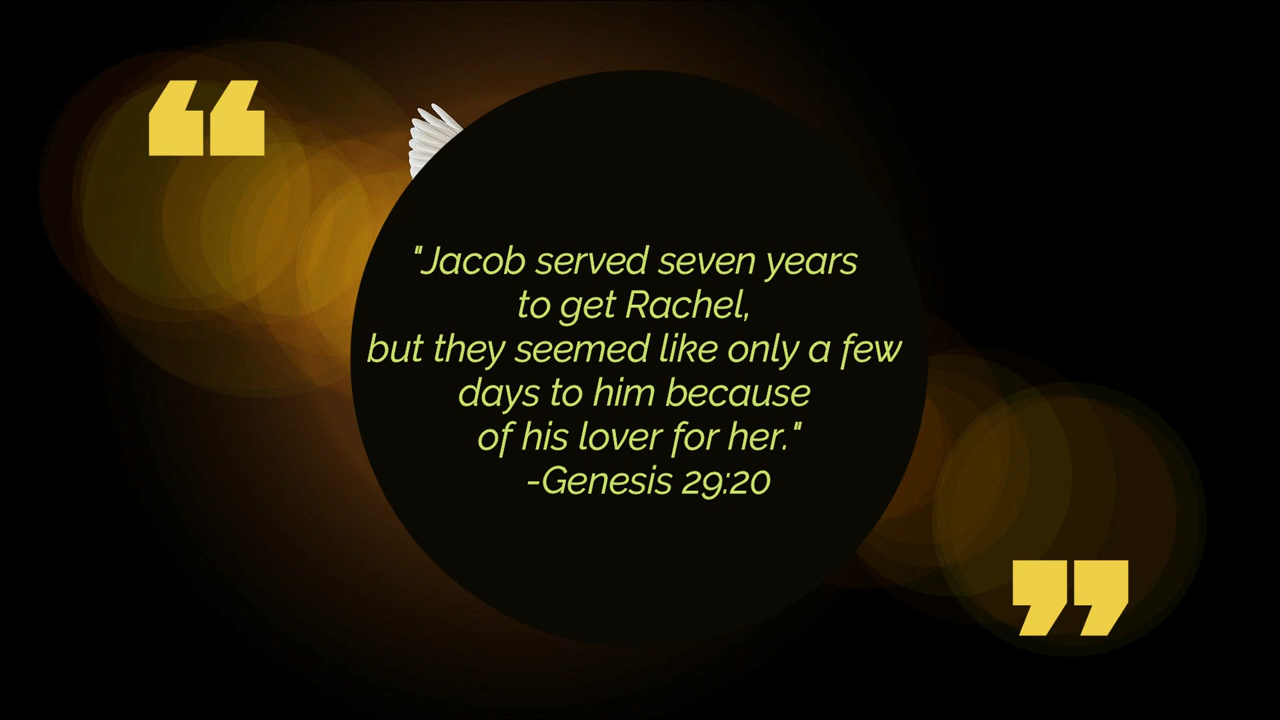 "Jacob served seven years
to get Rachel,
but they seemed like only a few
days to him because
of his lover for her."
-Genesis 29:20